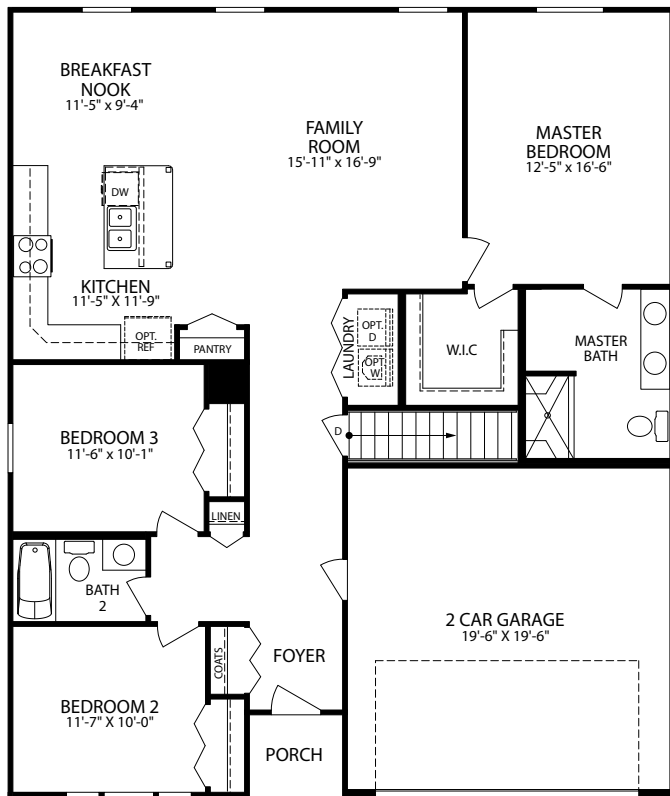 BREAKFAST
NOOK
11'-5" x 9'-4"
FAMILY
ROOM
15'-11" x 16'-9"
MASTER
BEDROOM
12'-5" x 16'-6"
DW
KITCHEN
11'-5" X 11'-9"
OPT.
REF
PANTRY
LAUNDRY
OPT.
D
OPT
W
W.I.C
MASTER
BATH
D
BEDROOM 3
11'-6" x 10'-1"
LINEN
BATH
2
2 CAR GARAGE
19'-6" X 19'-6"
COATS
FOYER
BEDROOM 2
11'-7" X 10'-0"
PORCH